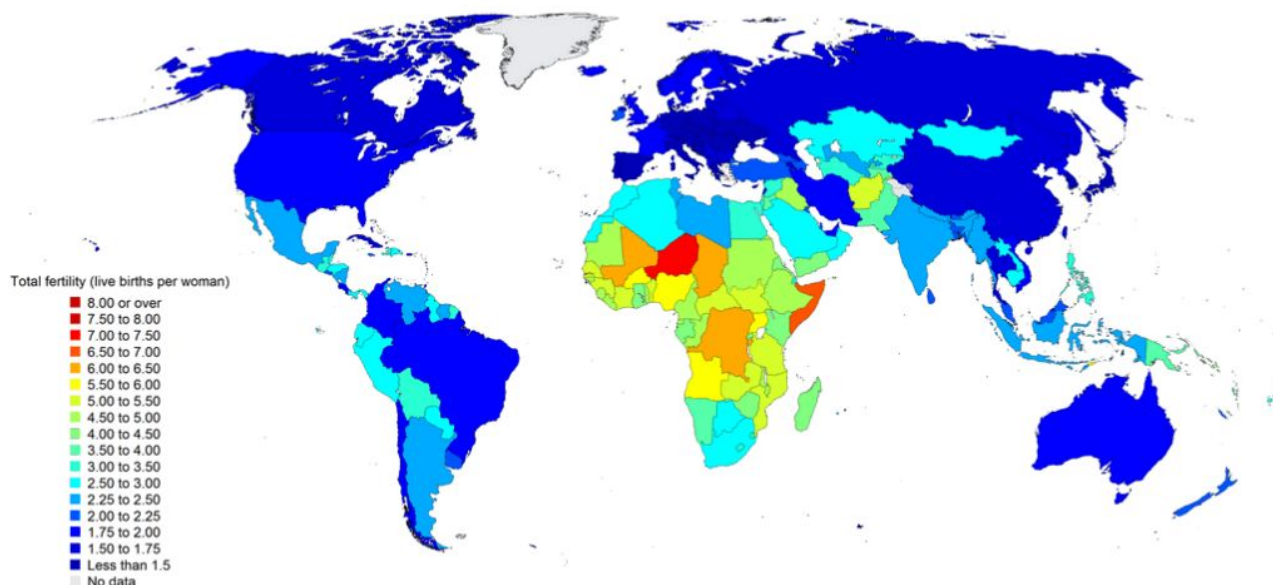 Total fertility (live births per woman)
8.00 or over
7.50 to 8.00
7.00 to 7.50
6.50 to 7.00
6.00 to 6.50
5.50 to 6.00
5.00 to 5.50
4.50 to 5.00
4.00 to 4.50
3.50 to 4.00
3.00 to 3.50
2.50 to 3.00
2.25 to 2.50
2.00 to 2.25
1.75 to 2.00
1.50 to 1.75
Less than 1.5
No data